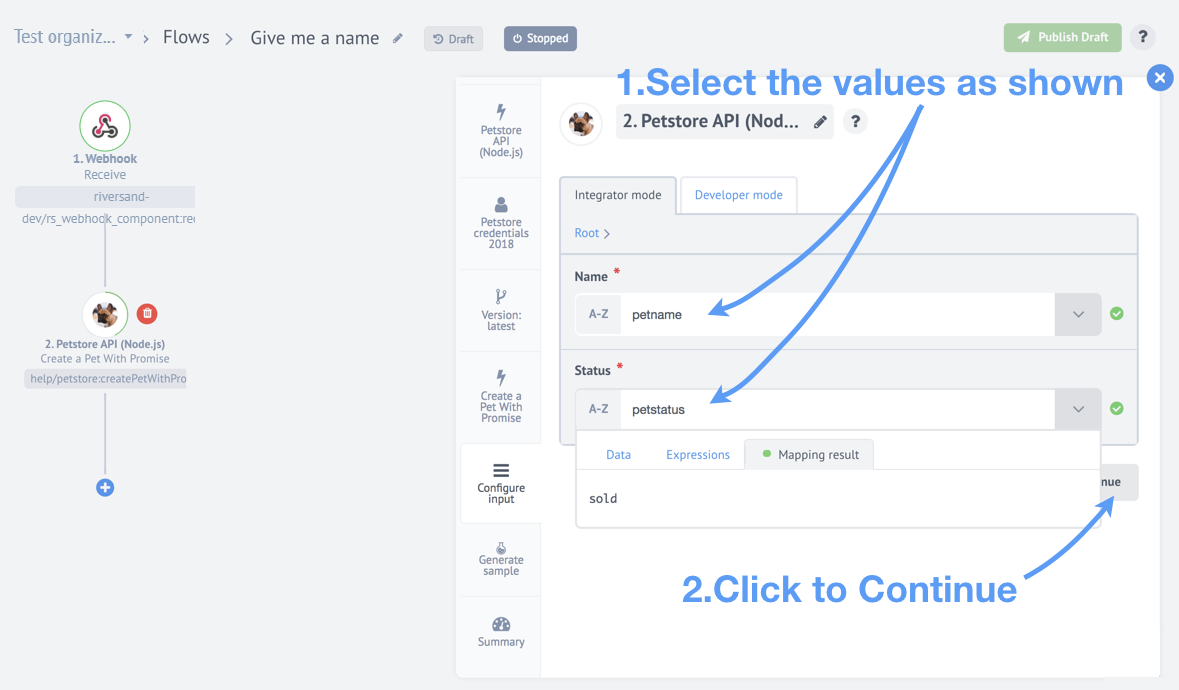 Test organiz...
Flows
Give me a name
Draft
Stopped
Publish Draft
?
1.Select the values as shown
1. Webhook
Receive
riversand-
dev/rs_webhook_component:rec
2. Petstore API (Node.js)
Create a Pet With Promise
help/petstore:createPetWithPro
Petstore
API
(Node.js)
Petstore
credentials
2018
Version:
latest
Create a
Pet With
Promise
Configure
input
Generate
sample
Summary
2. Petstore API (Nod...
?
Integrator mode
Developer mode
Root
Name *
A-Z
petname
Status *
A-Z
petstatus
Data
Expressions
Mapping result
sold
nue
2.Click to Continue